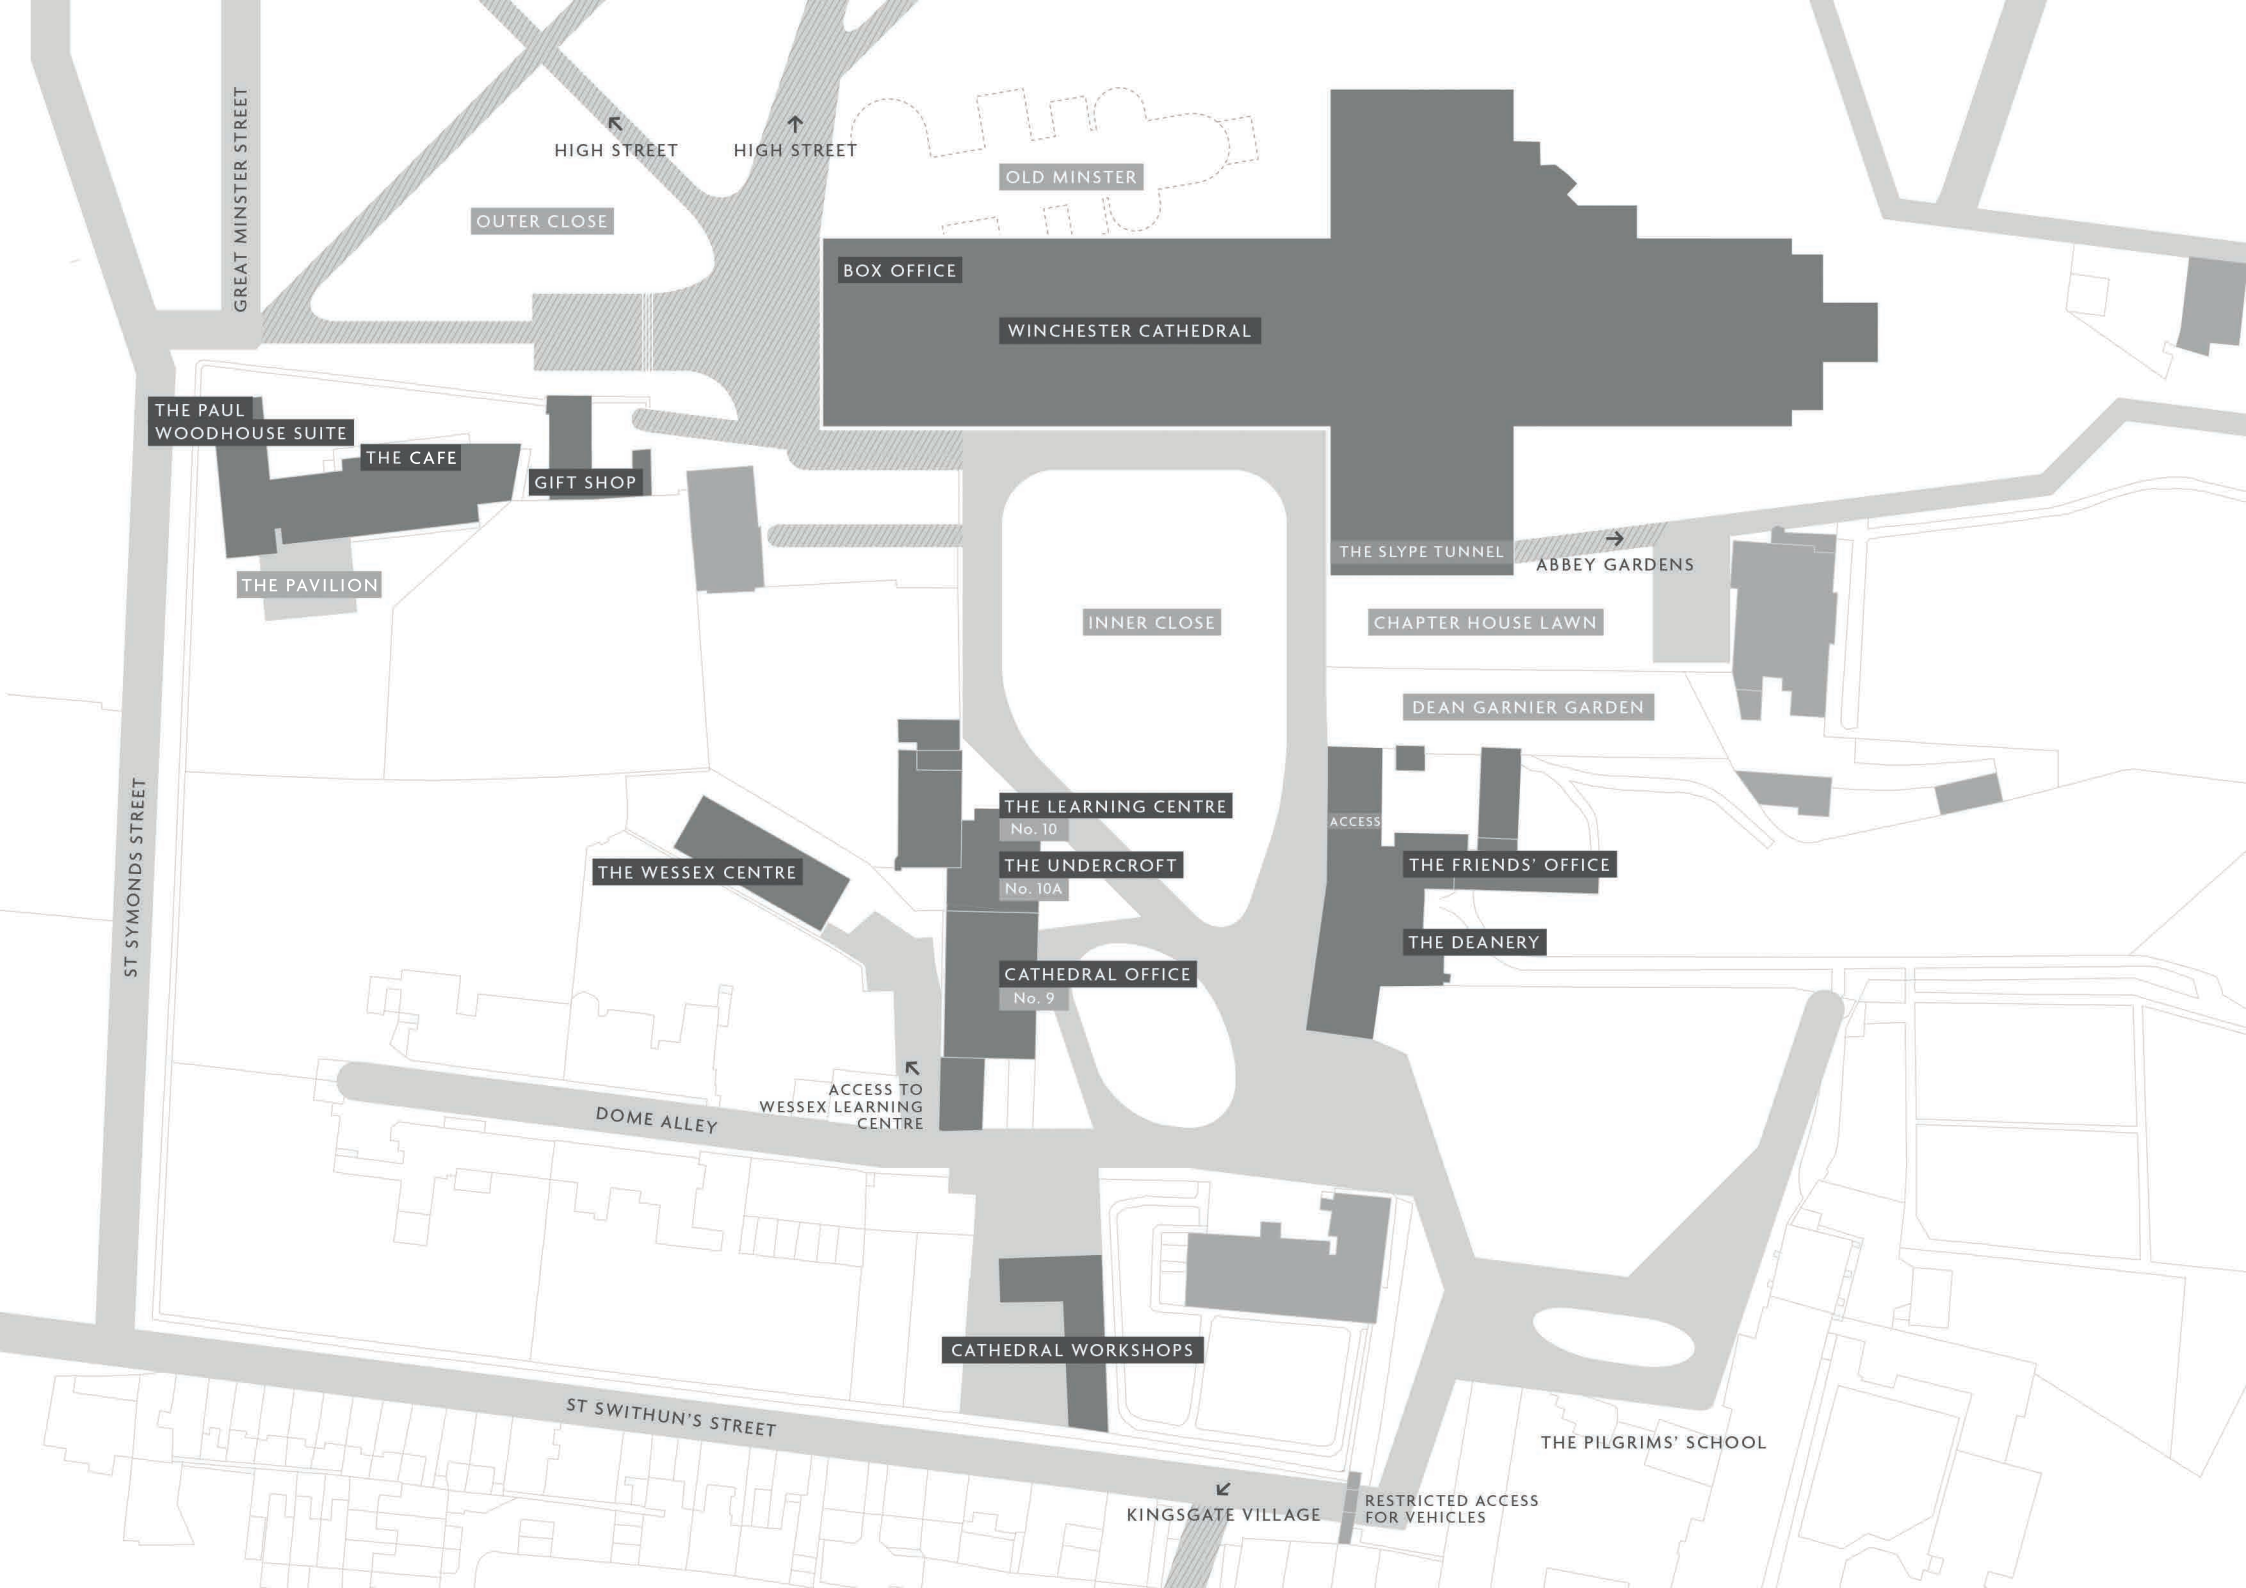 GREAT MINSTER STREET
HIGH STREET
HIGH STREET
OLD MINSTER
OUTER CLOSE
BOX OFFICE
WINCHESTER CATHEDRAL
THE PAUL
WOODHOUSE SUITE
THE CAFE
GIFT SHOP
THE PAVILION
THE SLYPE TUNNEL
ABBEY GARDENS
INNER CLOSE
CHAPTER HOUSE LAWN
DEAN GARNIER GARDEN
ST SYMONDS STREET
THE LEARNING CENTRE
No. 10
ACCESS
THE WESSEX CENTRE
THE UNDERCROFT
No. 10A
THE FRIENDS' OFFICE
THE DEANERY
CATHEDRAL OFFICE
No. 9
ACCESS TO
WESSEX LEARNING
CENTRE
DOME ALLEY
CATHEDRAL WORKSHOPS
ST SWITHUN'S STREET
THE PILGRIMS' SCHOOL
KINGSGATE VILLAGE
RESTRICTED ACCESS
FOR VEHICLES